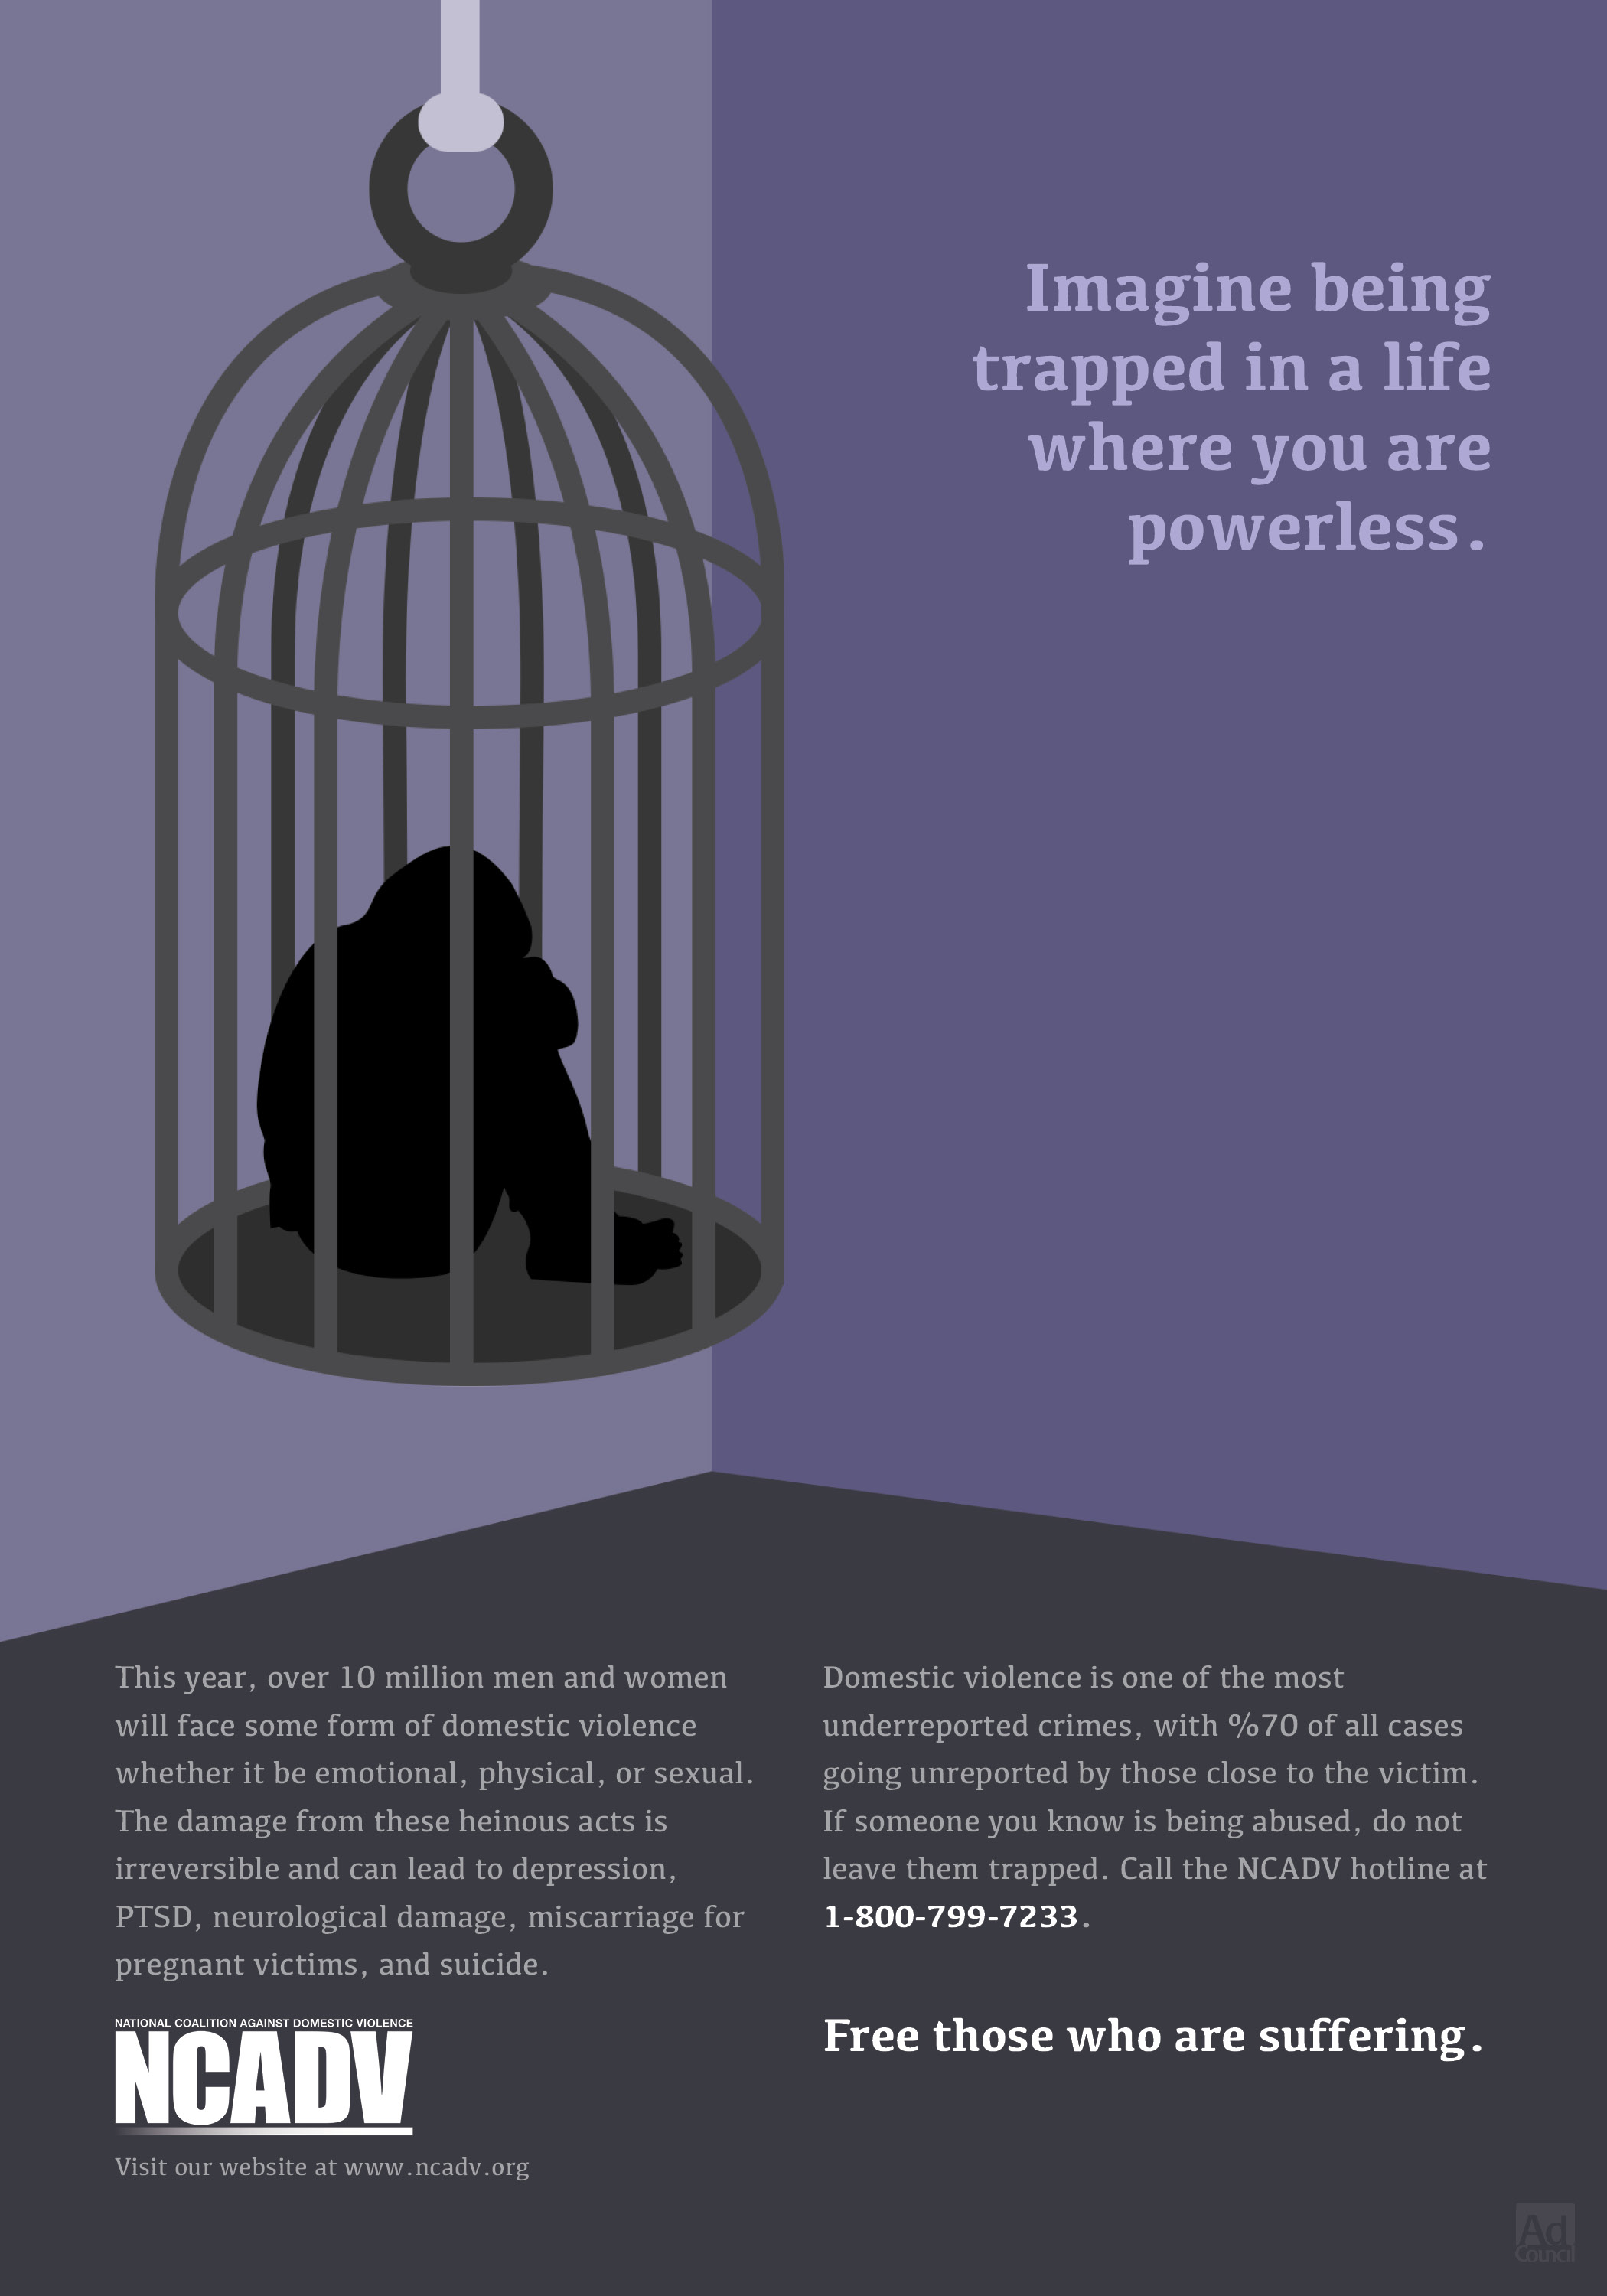 Imagine being
trapped in a life
where you are
powerless.
This year, over 10 million men and women
will face some form of domestic violence
whether it be emotional, physical, or sexual.
The damage from these heinous acts is
irreversible and can lead to depression,
PTSD, neurological damage, miscarriage for
pregnant victims, and suicide.
Domestic violence is one of the most
underreported crimes, with %70 of all cases
going unreported by those close to the victim.
If someone you know is being abused, do not
leave them trapped. Call the NCADV hotline at
1-800-799-7233.
Free those who are suffering.
NATIONAL COALITION AGAINST DOMESTIC VIOLENCE
NCADV
Visit our website at www.ncadv.org
Ad
Council